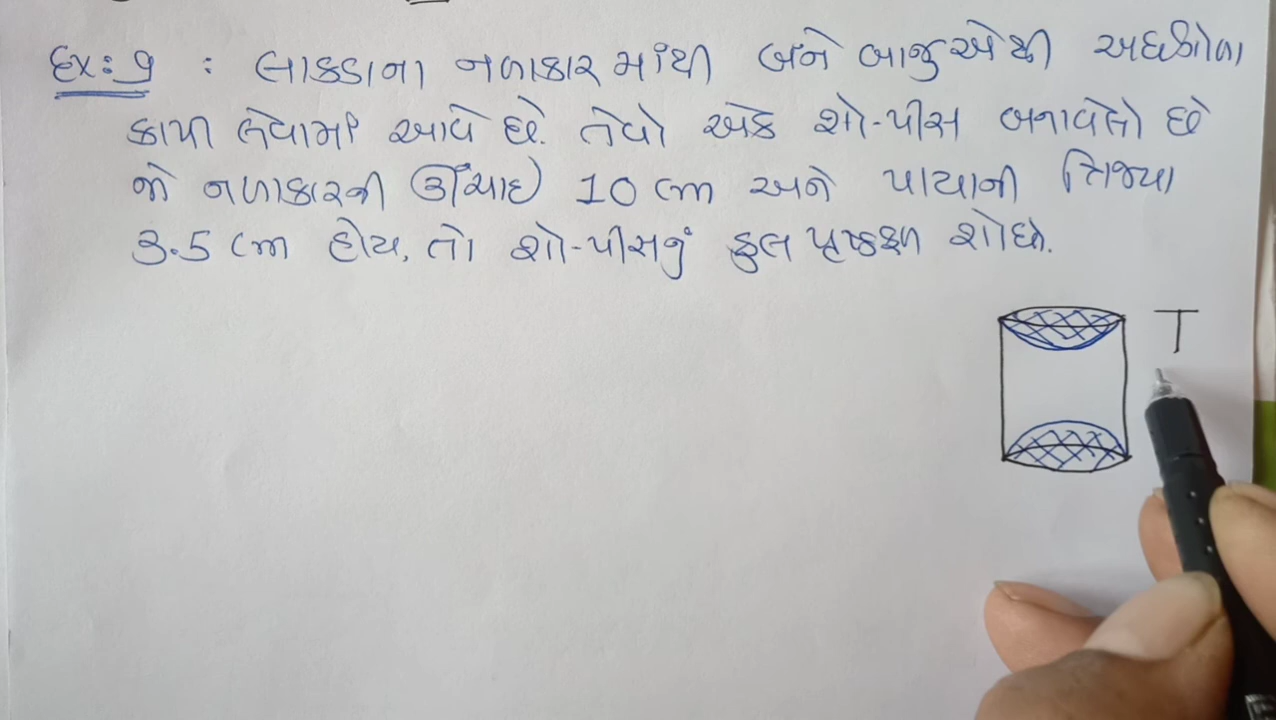 Ex: 9 : લાકડાના નળાકાર માંથી બંને બાજુએથી અર્ધગોળા
કાપી લેવામાં આવે છે. તેવો એક શો-પીસ બનાવેલો છે
જો નળાકારની ઊંચાઇ 10 cm અને પાયાની ત્રિજ્યા
3.5 cm હોય, તો શો-પીસનું કુલ પૃષ્ઠફળ શોધો.
T